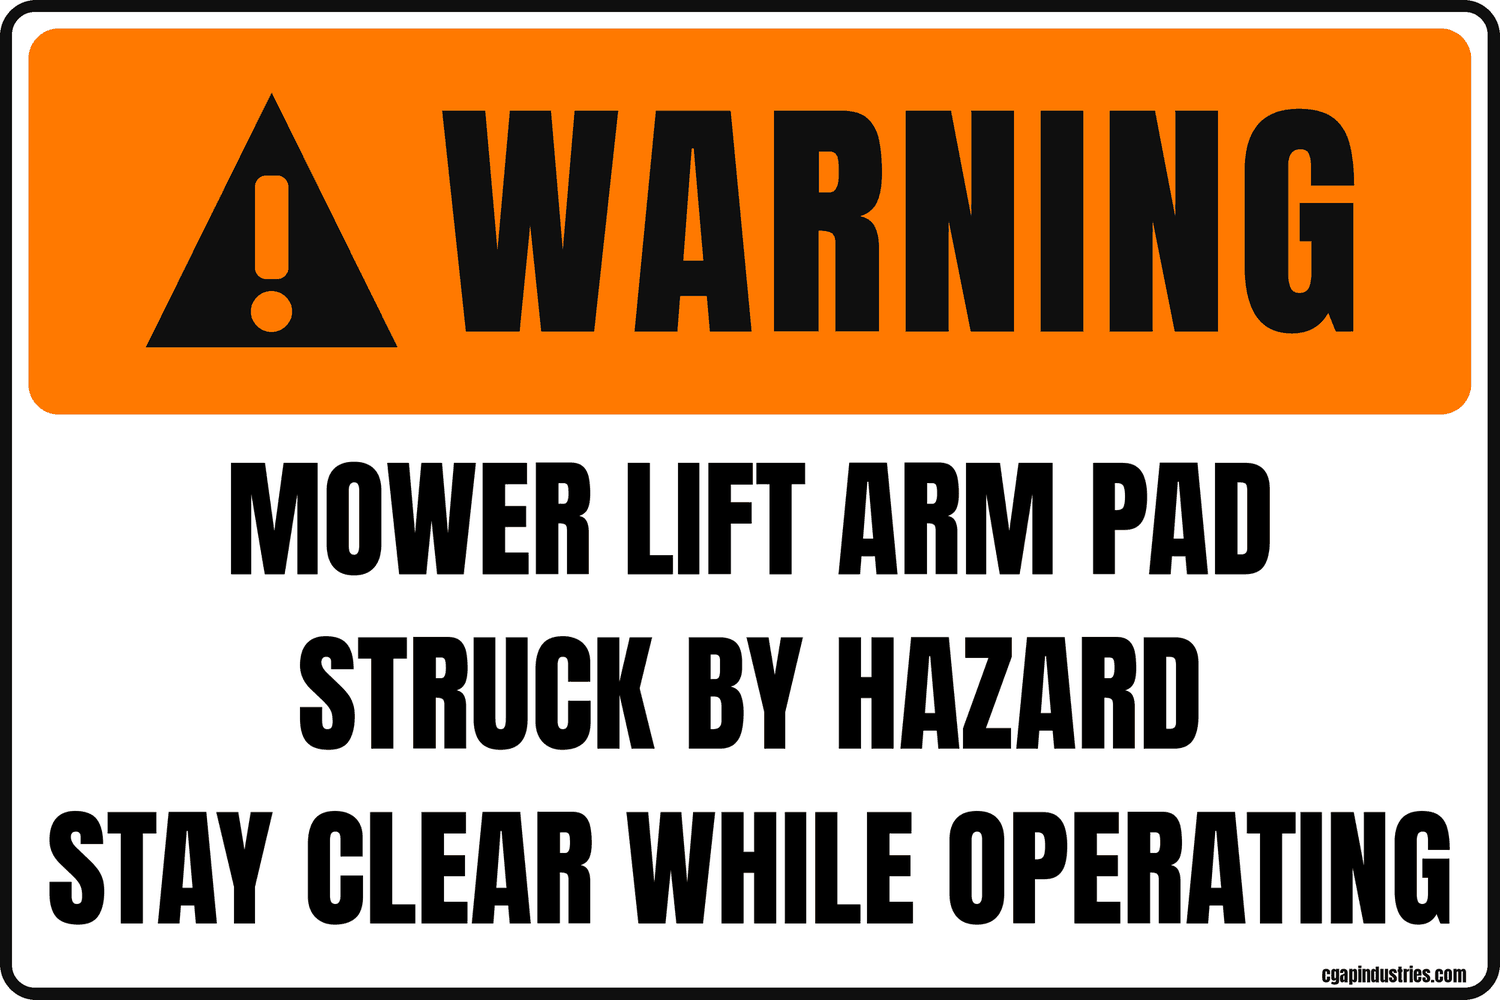 WARNING
MOWER LIFT ARM PAD
STRUCK BY HAZARD
STAY CLEAR WHILE OPERATING
cgapindustries.com